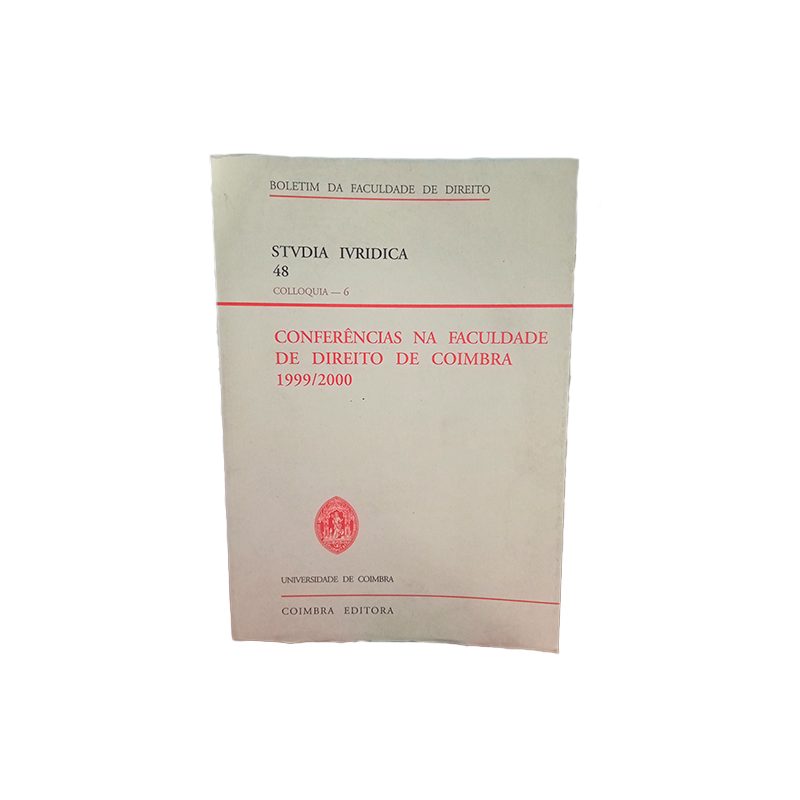 BOLETIM DA FACULDADE DE DIREITO
STVDIA IVRIDICA
48
COLLOQUIA — 6
CONFERÊNCIAS NA FACULDADE
DE DIREITO DE COIMBRA
1999/2000
UNIVERSIDADE DE COIMBRA
COIMBRA EDITORA